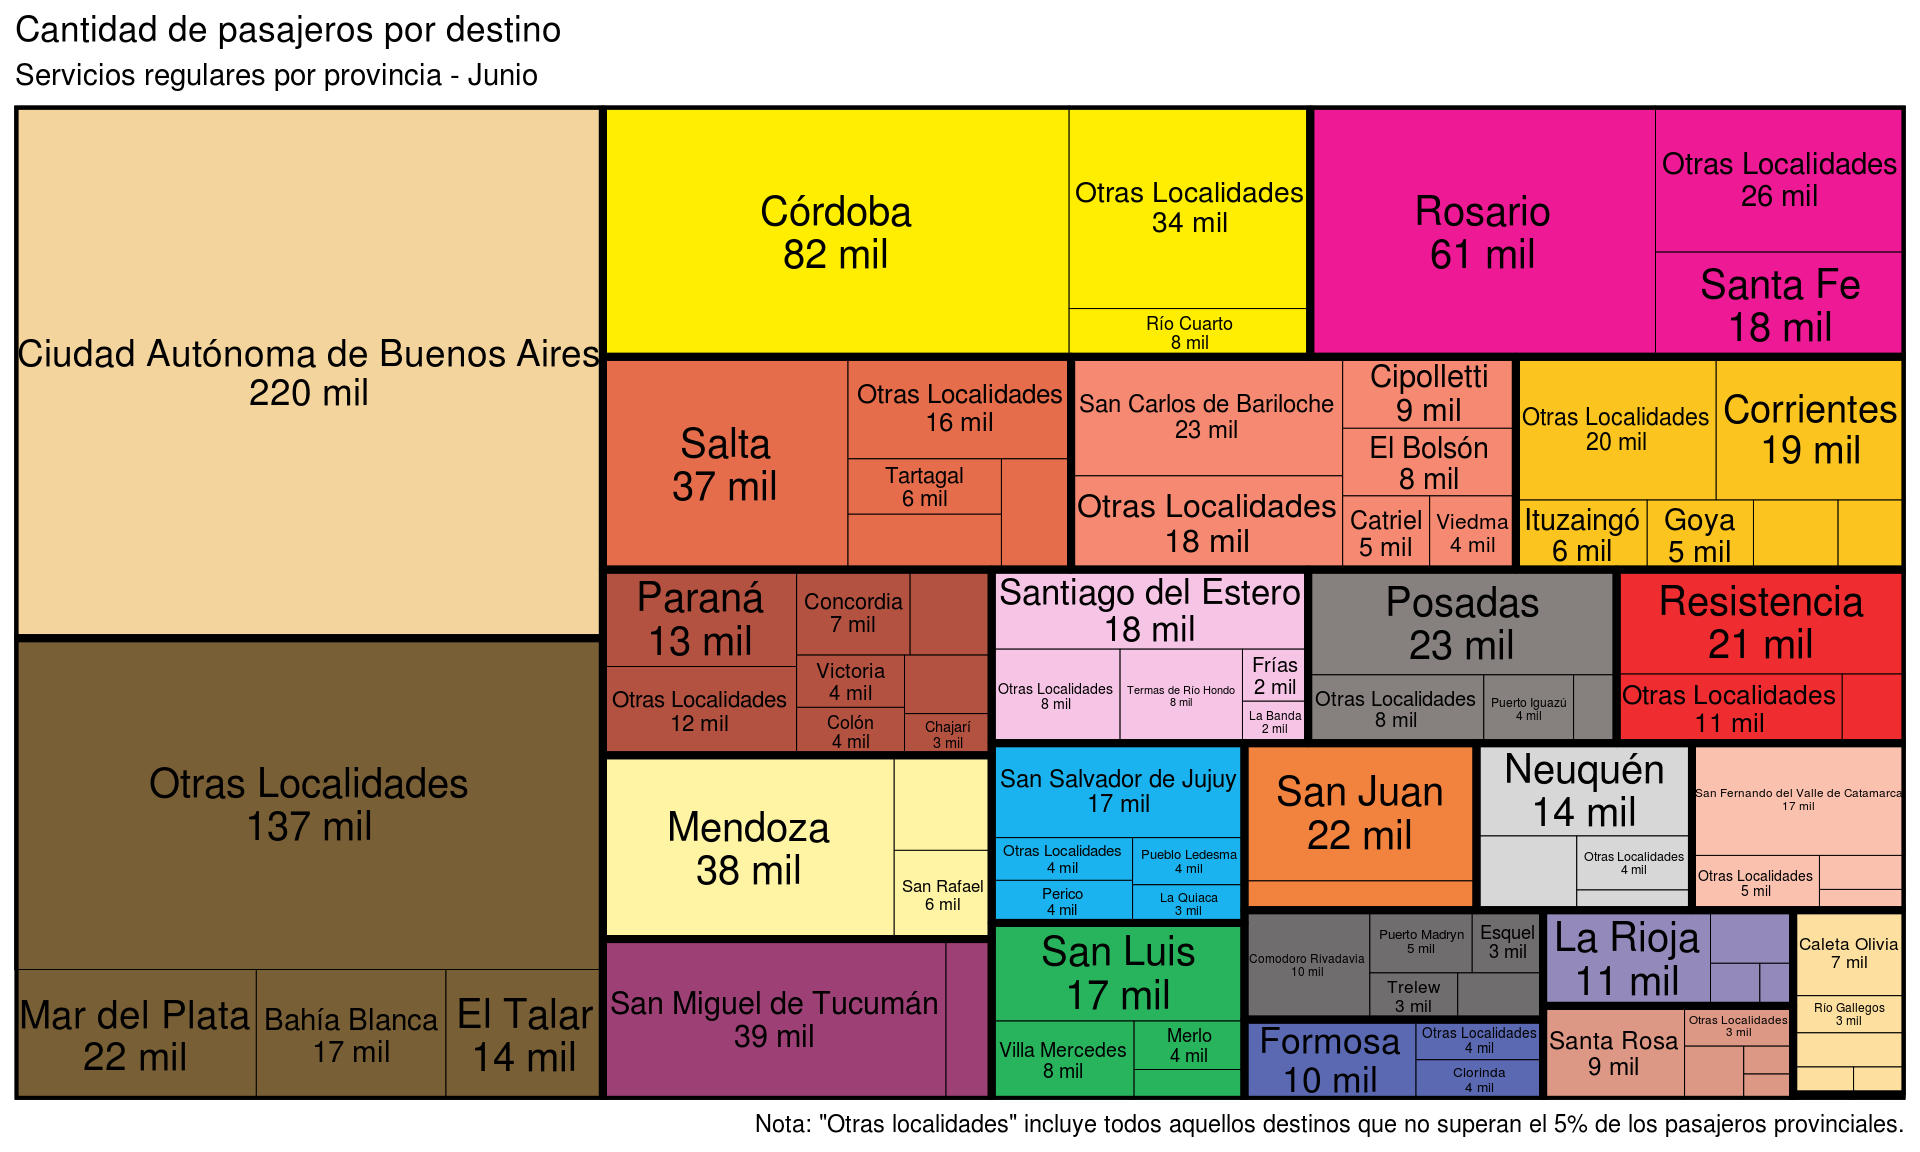 Cantidad de pasajeros por destino
Servicios regulares por provincia - Junio
Ciudad Autónoma de Buenos Aires
220 mil
Otras Localidades
137 mil
Mar del Plata
22 mil
Bahía Blanca
17 mil
El Talar
14 mil
Córdoba
82 mil
Otras Localidades
34 mil
Río Cuarto
8 mil
Rosario
61 mil
Otras Localidades
26 mil
Santa Fe
18 mil
Salta
37 mil
Otras Localidades
16 mil
Tartagal
6 mil
San Carlos de Bariloche
23 mil
Otras Localidades
18 mil
Cipolletti
9 mil
El Bolsón
8 mil
Catriel
5 mil
Viedma
4 mil
Otras Localidades
20 mil
Corrientes
19 mil
Ituzaingó
6 mil
Goya
5 mil
Paraná
13 mil
Otras Localidades
12 mil
Concordia
7 mil
Victoria
4 mil
Colón
4 mil
Chajarí
3 mil
Santiago del Estero
18 mil
Otras Localidades
8 mil
Termas de Río Hondo
8 mil
Frías
2 mil
La Banda
2 mil
Posadas
23 mil
Otras Localidades
8 mil
Puerto Iguazú
4 mil
Resistencia
21 mil
Otras Localidades
11 mil
Mendoza
38 mil
San Rafael
6 mil
San Miguel de Tucumán
39 mil
San Salvador de Jujuy
17 mil
Otras Localidades
4 mil
Perico
4 mil
Pueblo Ledesma
4 mil
La Quiaca
3 mil
San Luis
17 mil
Villa Mercedes
8 mil
Merlo
4 mil
San Juan
22 mil
Neuquén
14 mil
Otras Localidades
4 mil
San Fernando del Valle de Catamarca
17 mil
Otras Localidades
5 mil
Comodoro Rivadavia
10 mil
Puerto Madryn
5 mil
Esquel
3 mil
Trelew
3 mil
Formosa
10 mil
Otras Localidades
4 mil
Clorinda
4 mil
La Rioja
11 mil
Santa Rosa
9 mil
Otras Localidades
3 mil
Caleta Olivia
7 mil
Río Gallegos
3 mil
Nota: "Otras localidades" incluye todos aquellos destinos que no superan el 5% de los pasajeros provinciales.